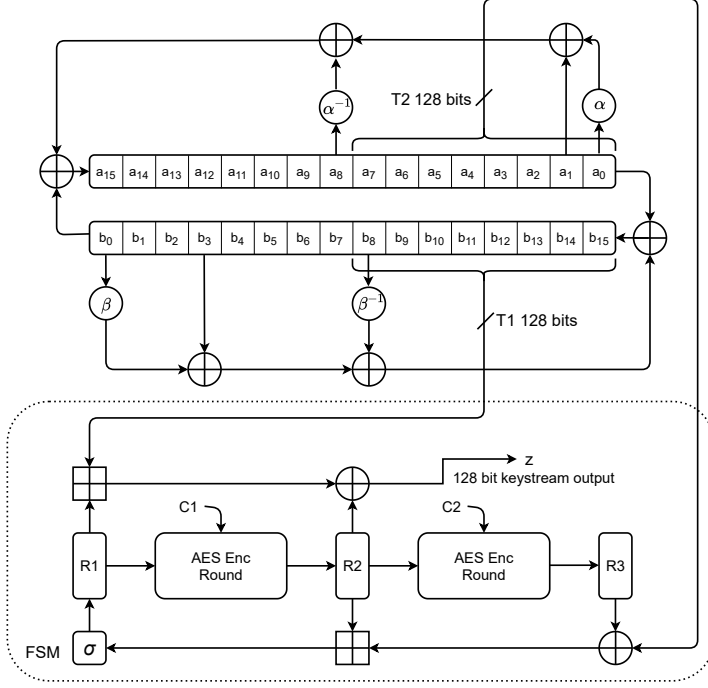 α⁻¹
T2 128 bits
α
a₁₅ a₁₄ a₁₃ a₁₂ a₁₁ a₁₀ a₉ a₈ a₇ a₆ a₅ a₄ a₃ a₂ a₁ a₀
b₀ b₁ b₂ b₃ b₄ b₅ b₆ b₇ b₈ b₉ b₁₀ b₁₁ b₁₂ b₁₃ b₁₄ b₁₅
β
β⁻¹
T1 128 bits
z
128 bit keystream output
C1
C2
R1
AES Enc
Round
R2
AES Enc
Round
R3
FSM
σ